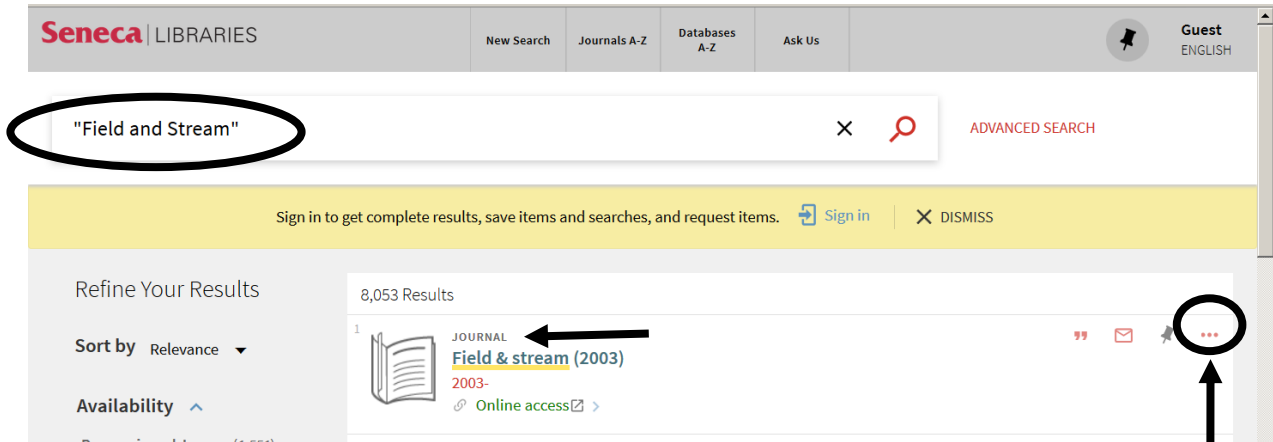 Seneca LIBRARIES
New Search
Journals A-Z
Databases
A-Z
Ask Us
Guest
ENGLISH
"Field and Stream"
ADVANCED SEARCH
Sign in to get complete results, save items and searches, and request items. Sign in
DISMISS
Refine Your Results
Sort by Relevance
Availability
8,053 Results
1
JOURNAL
Field & stream (2003)
2003-
Online access